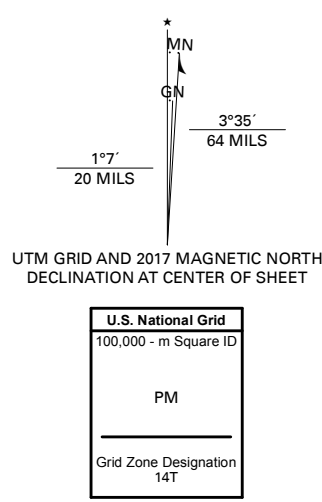 MN
GN
3°35´
64 MILS
1°7´
20 MILS
UTM GRID AND 2017 MAGNETIC NORTH
DECLINATION AT CENTER OF SHEET
U.S. National Grid
100,000 - m Square ID
PM
Grid Zone Designation
14T